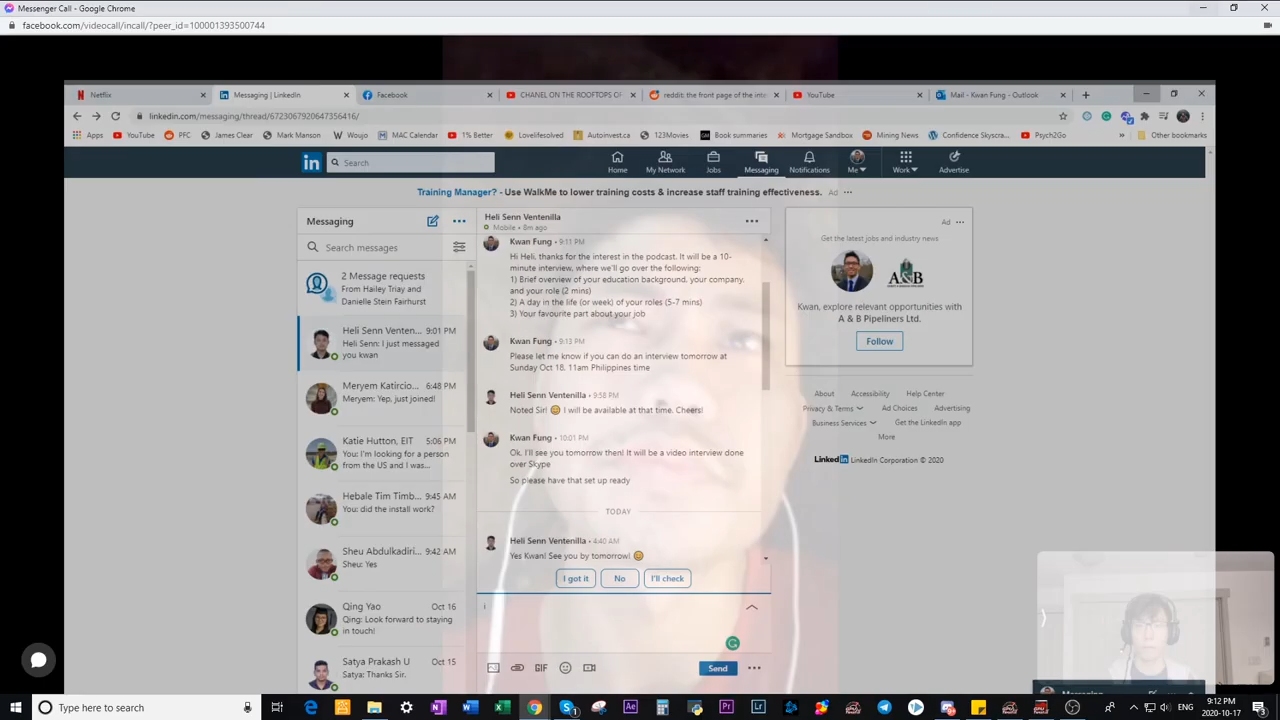 Messenger Call - Google Chrome
facebook.com/videocall/incall/?peer_id=100001393500744
Netflix
Messaging | LinkedIn
Facebook
CHANEL ON THE ROOFTOPS OF
reddit: the front page of the inte
YouTube
Mail - Kwan Fung - Outlook
linkedin.com/messaging/thread/6723067920647356416/
Apps
YouTube
PFC
James Clear
Mark Manson
Woujo
MAC Calendar
1% Better
Lovelifesolved
Autoinvest.ca
123Movies
Book summaries
Mortgage Sandbox
Mining News
Confidence Skyscra...
Psych2Go
Other bookmarks
Search
Home
My Network
Jobs
Messaging
Notifications
Me
Work
Advertise
Training Manager? - Use WalkMe to lower training costs & increase staff training effectiveness. Ad
Messaging
Search messages
2 Message requests
From Hailey Triay and
Danielle Stein Fairhurst
Heli Senn Venten... 9:01 PM
Heli Senn: I just messaged
you kwan
Meryem Katircio... 6:48 PM
Meryem: Yep, just joined!
Katie Hutton, EIT 5:06 PM
You: I'm looking for a person
from the US and I was...
Hebale Tim Timb... 9:45 AM
You: did the install work?
Sheu Abdulkadiri... 9:42 AM
Sheu: Yes
Qing Yao Oct 16
Qing: Look forward to staying
in touch!
Satya Prakash U Oct 15
Satya: Thanks Sir.
Heli Senn Ventenilla
Mobile • 8m ago
Kwan Fung • 9:11 PM
Hi Heli, thanks for the interest in the podcast. It will be a 10-
minute interview, where we'll go over the following:
1) Brief overview of your education background, your company,
and your role (2 mins)
2) A day in the life (or week) of your roles (5-7 mins)
3) Your favourite part about your job
Kwan Fung • 9:13 PM
Please let me know if you can do an interview tomorrow at
Sunday Oct 18, 11am Philippines time
Heli Senn Ventenilla • 9:58 PM
Noted Sir! I will be available at that time. Cheers!
Kwan Fung • 10:01 PM
Ok. I'll see you tomorrow then! It will be a video interview done
over Skype
So please have that set up ready
TODAY
Heli Senn Ventenilla • 4:40 AM
Yes Kwan! See you by tomorrow!
I got it
No
I'll check
i
GIF
Send
Ad
Get the latest jobs and industry news
A&B
Kwan, explore relevant opportunities with
A & B Pipeliners Ltd.
Follow
About Accessibility Help Center
Privacy & Terms Ad Choices Advertising
Business Services Get the LinkedIn app
More
LinkedIn LinkedIn Corporation © 2020
Messaging
Type here to search
9:12 PM
2020-10-17